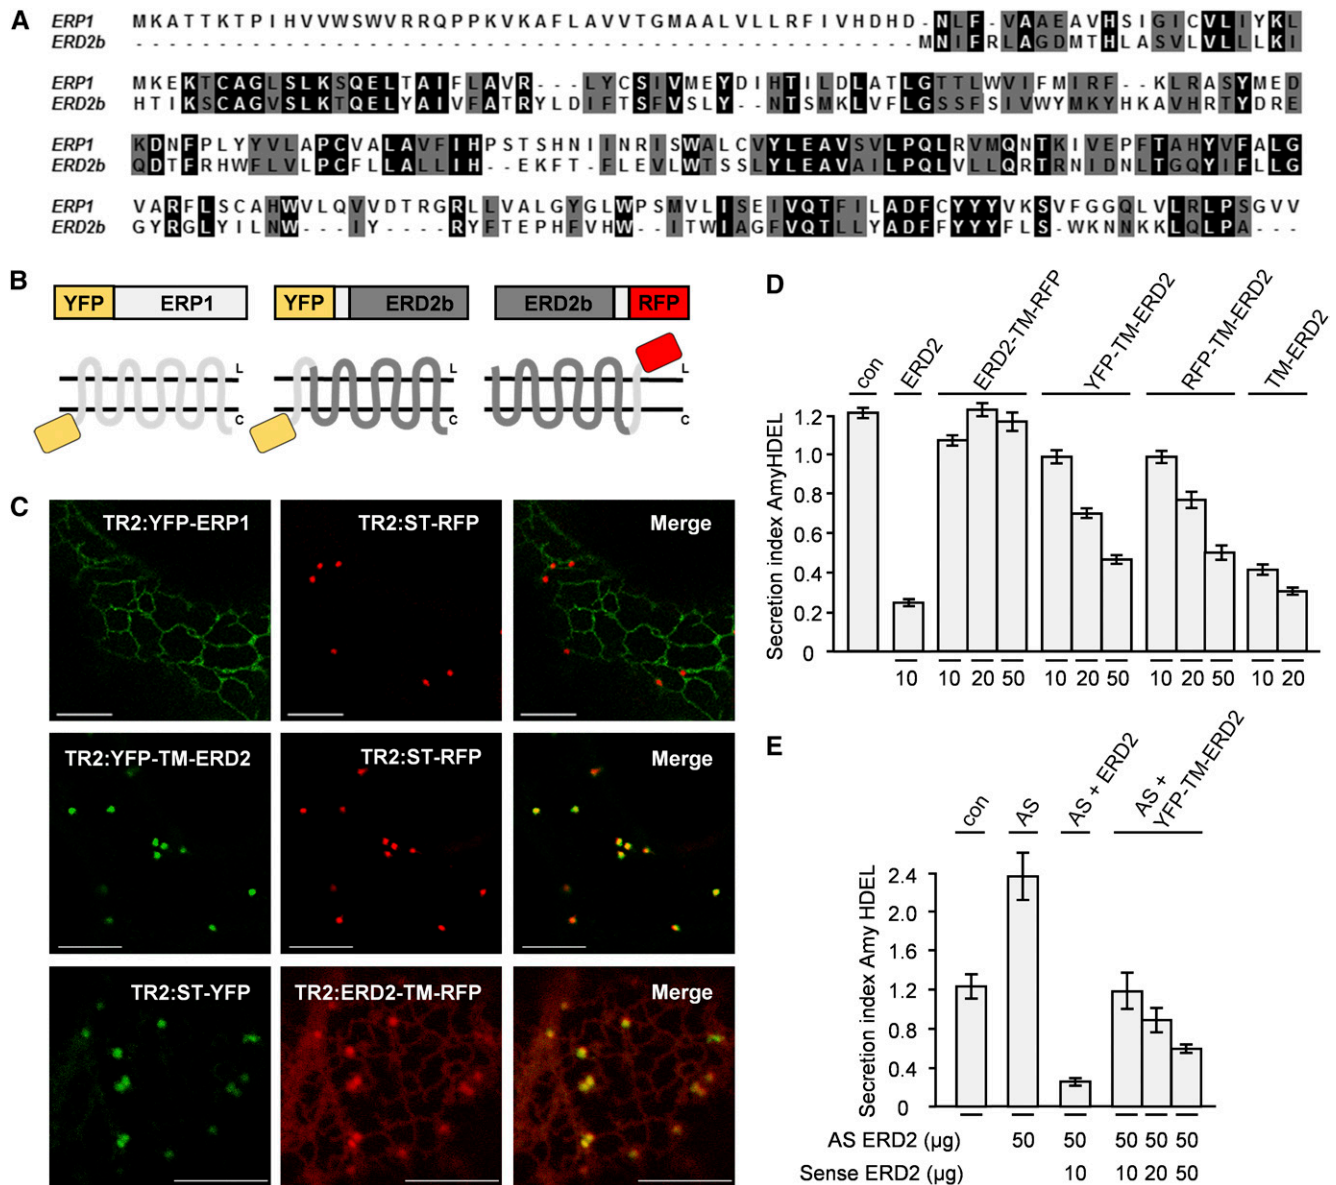 A
ERP1 MKATTKTPIHVVWSWVRRQPPKVKAFLAVVTGMAALVLLRFIVHDHD-NLF-VAAEAVHSIGICVLIYKL
ERD2b -----------------------------------------------MNIFRLAGDMTHLASVLVLLLKI
ERP1 MKEKTCAGLSLKSQELTAIFLAVR---LYCSIVMEYDIHTILDLATLGTTLWVIFMIRF--KLRASYMED
ERD2b HTIKSCAGVSLKTQELYAIVFATRYLDIFTSFVSLY--NTSMKLVFLGSSFSIVWYMKYHKAVHRTYDRE
ERP1 KDNFPLYYVLAPCVALAVFIHPSTSHNIINRISWALCVYLEAVSVLPQLRVMQNTKIVEPFTAHYVFALG
ERD2b QDTFRHWFLVLPCFLLALLIH--EKFT-FLEVLWTSSLYLEAVAILPQLVLLQRTRNIDNLTGQYIFLLG
ERP1 VARFLSCAHWVLQVVDTRGRLLVALGYGLWPSMVLISEIVQTFILADFCYYYVKSVFGGQLVLRLPSGVV
ERD2b GYRGLYILNW---IY----RYFTEPHFVHW--ITWIAGFVQTLLYADFFYYYFLS-WKNNKKLQLPA---
B
YFP ERP1
YFP ERD2b
ERD2b RFP
L L L
C C C
C
TR2:YFP-ERP1 TR2:ST-RFP Merge
TR2:YFP-TM-ERD2 TR2:ST-RFP Merge
TR2:ST-YFP TR2:ERD2-TM-RFP Merge
D
con ERD2 ERD2-TM-RFP YFP-TM-ERD2 RFP-TM-ERD2 TM-ERD2
Secretion index AmyHDEL
1.2
1.0
0.8
0.6
0.4
0.2
0
10 10 20 50 10 20 50 10 20 50 10 20
E
con AS AS + ERD2 AS + YFP-TM-ERD2
Secretion index Amy HDEL
2.4
2.0
1.6
1.2
0.8
0.4
0
AS ERD2 (µg) 50 50 50 50 50
Sense ERD2 (µg) 10 10 20 50